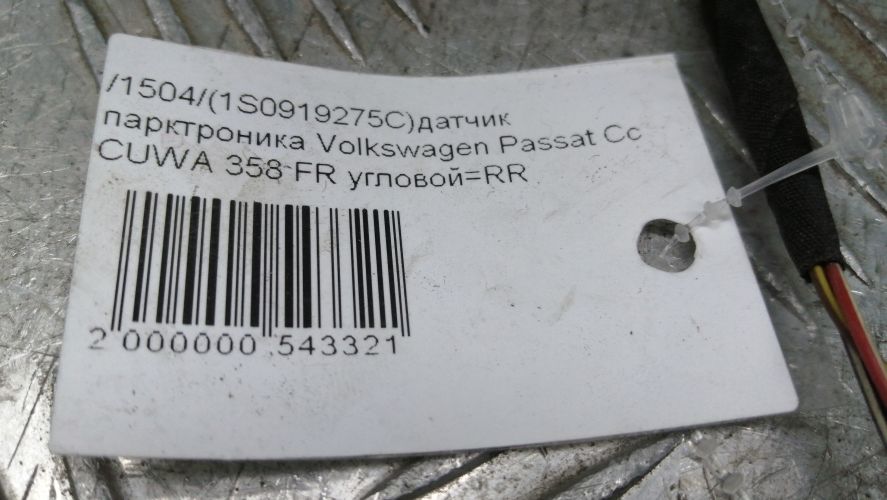 /1504/(1S0919275C)датчик
парктроника Volkswagen Passat Cc
CUWA 358 FR угловой=RR
2 000000 543321